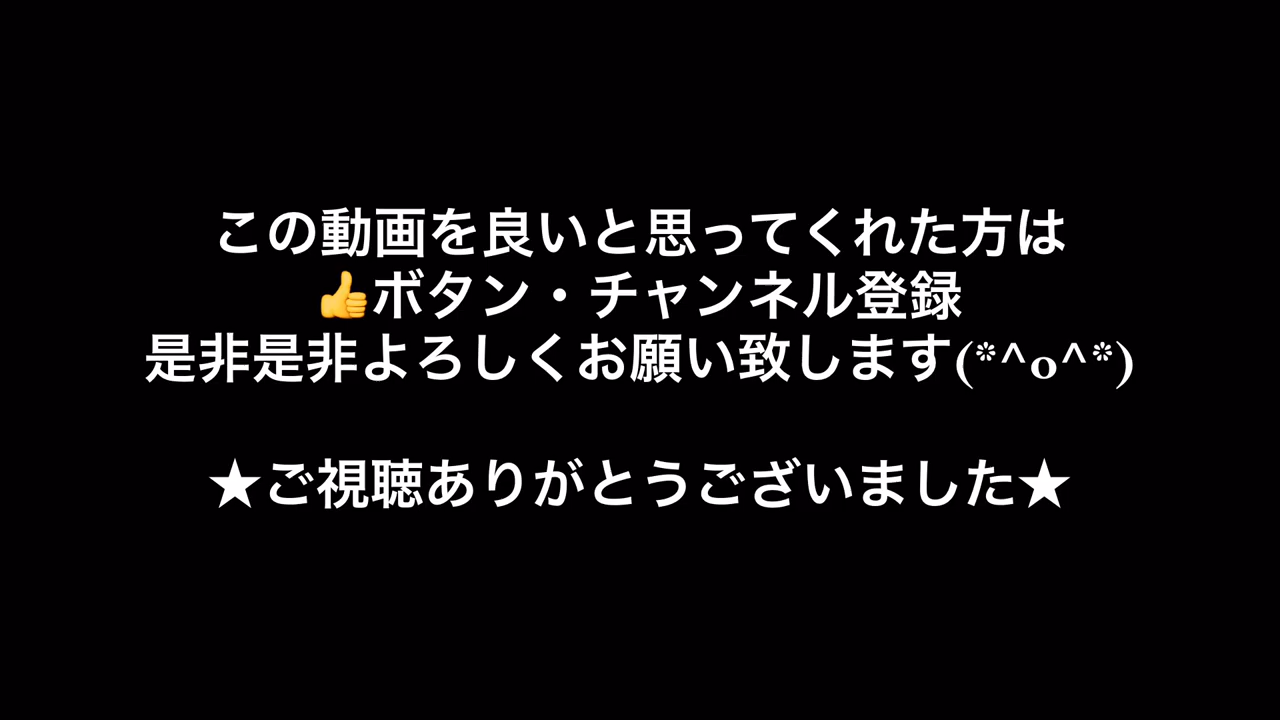 この動画を良いと思ってくれた方は
👍ボタン・チャンネル登録
是非是非よろしくお願い致します(*^o^*)
★ご視聴ありがとうございました★